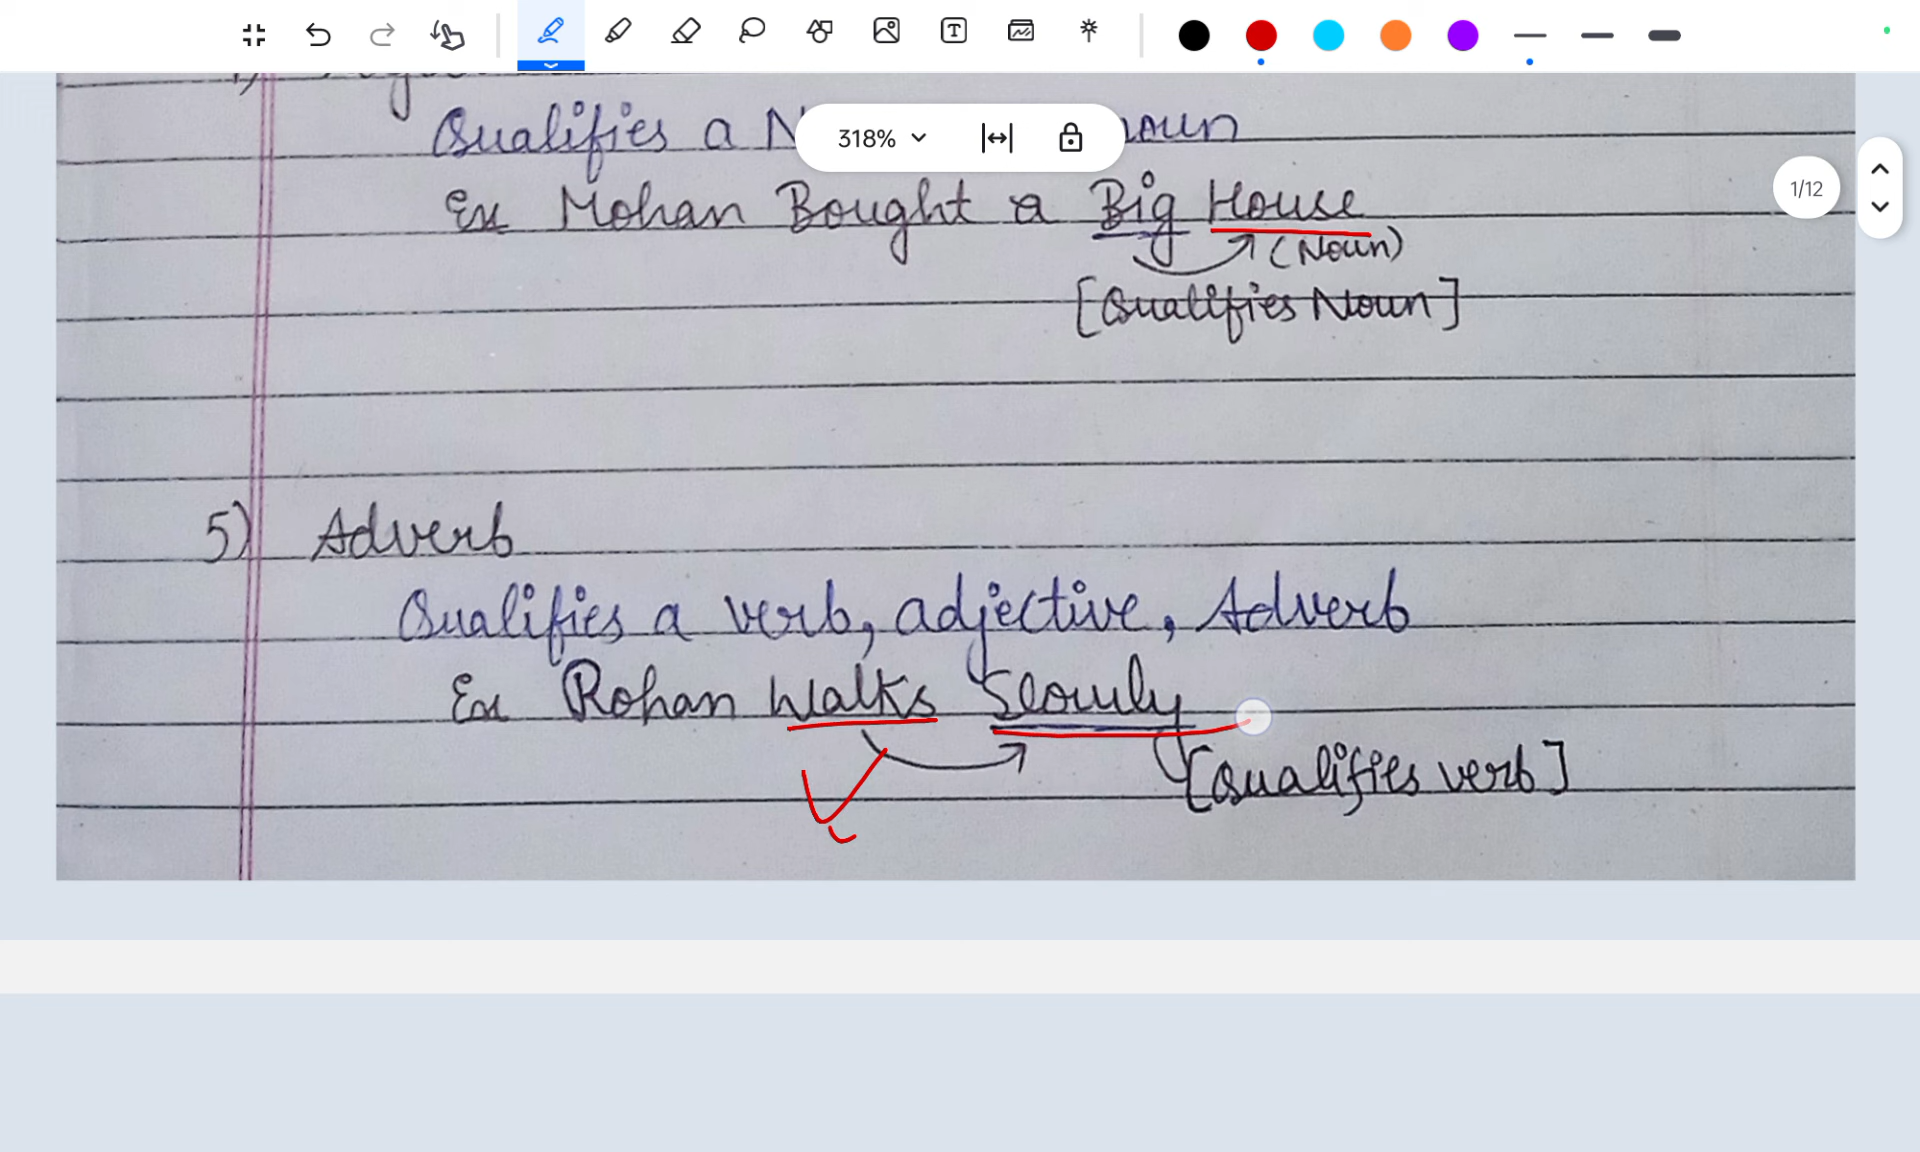 318%
1/12
Qualifies a
Ex Mohan Bought a Big House
(Noun)
[Qualifies Noun]
5) Adverb
Qualifies a verb, adjective, Adverb
Ex Rohan Walks Slowly
[Qualifies verb]